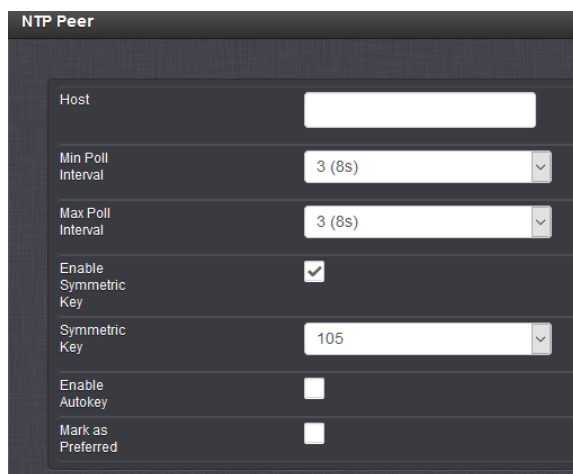 NTP Peer
Host
Min Poll
Interval
3 (8s)
Max Poll
Interval
3 (8s)
Enable
Symmetric
Key
Symmetric
Key
105
Enable
Autokey
Mark as
Preferred